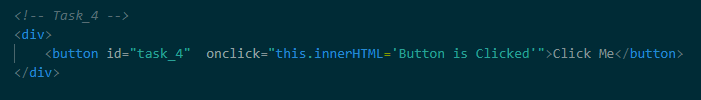 <!-- Task_4 -->
<div>
    <button id="task_4"  onclick="this.innerHTML='Button is Clicked'">Click Me</button>
</div>